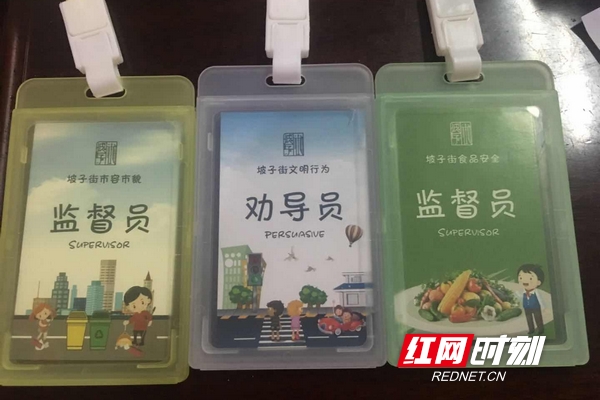 坡子街市容市貌
监督员
SUPERVISOR
坡子街文明行为
劝导员
PERSUASIVE
坡子街食品安全
监督员
SUPERVISOR
红网时刻
REDNET.CN